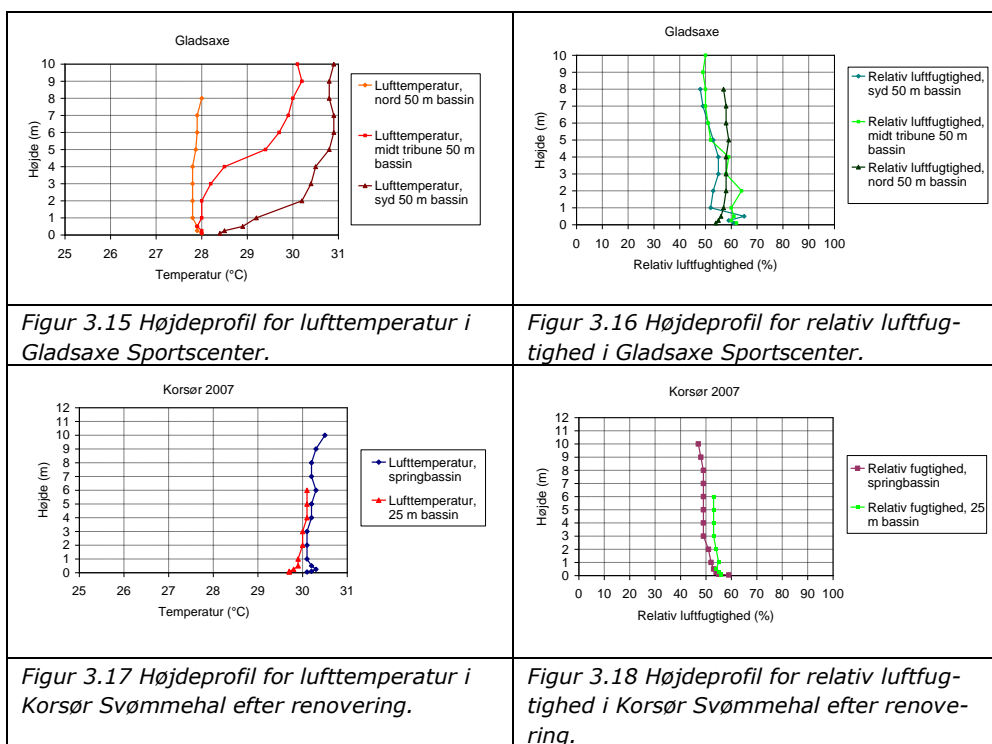 Gladsaxe
10
9
8
7
6
5
4
3
2
1
0
Højde (m)
25 26 27 28 29 30 31
Temperatur (°C)
Lufttemperatur,
nord 50 m bassin
Lufttemperatur,
midt tribune 50 m
bassin
Lufttemperatur,
syd 50 m bassin
Gladsaxe
10
9
8
7
6
5
4
3
2
1
0
Højde (m)
0 10 20 30 40 50 60 70 80 90 100
Relativ luftfughtighed (%)
Relativ luftfugtighed,
syd 50 m bassin
Relativ luftfugtighed,
midt tribune 50 m
bassin
Relativ luftfugtighed,
nord 50 m bassin
Figur 3.15 Højdeprofil for lufttemperatur i
Gladsaxe Sportscenter.
Figur 3.16 Højdeprofil for relativ luftfug-
tighed i Gladsaxe Sportscenter.
Korsør 2007
12
11
10
9
8
7
6
5
4
3
2
1
0
Højde (m)
25 26 27 28 29 30 31
Temperatur (°C)
Lufttemperatur,
springbassin
Lufttemperatur,
25 m bassin
Korsør 2007
12
11
10
9
8
7
6
5
4
3
2
1
0
Højde (m)
0 10 20 30 40 50 60 70 80 90 100
Relativ luftfugtighed (%)
Relativ fugtighed,
springbassin
Relativ fugtighed, 25
m bassin
Figur 3.17 Højdeprofil for lufttemperatur i
Korsør Svømmehal efter renovering.
Figur 3.18 Højdeprofil for relativ luftfug-
tighed i Korsør Svømmehal efter renove-
ring.